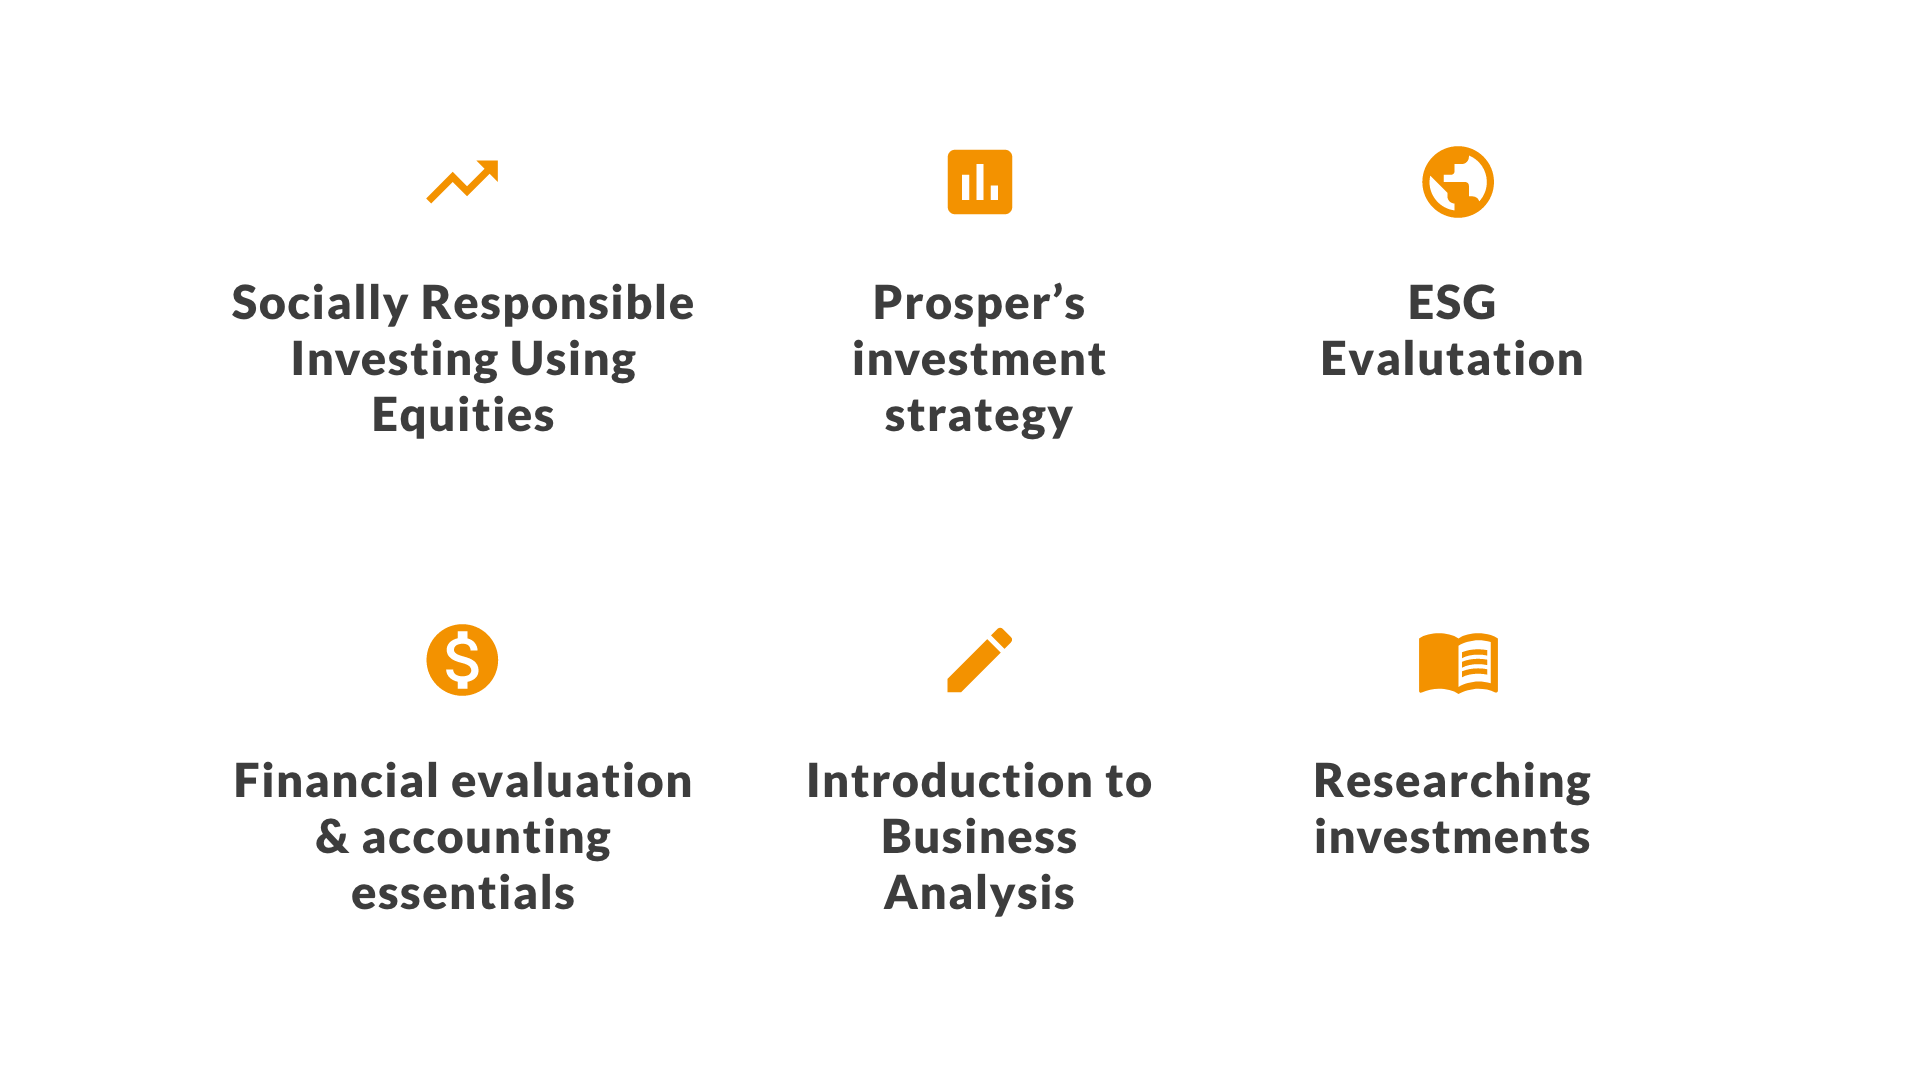 Socially Responsible
Investing Using
Equities
Prosper’s
investment
strategy
ESG
Evalutation
Financial evaluation
& accounting
essentials
Introduction to
Business
Analysis
Researching
investments